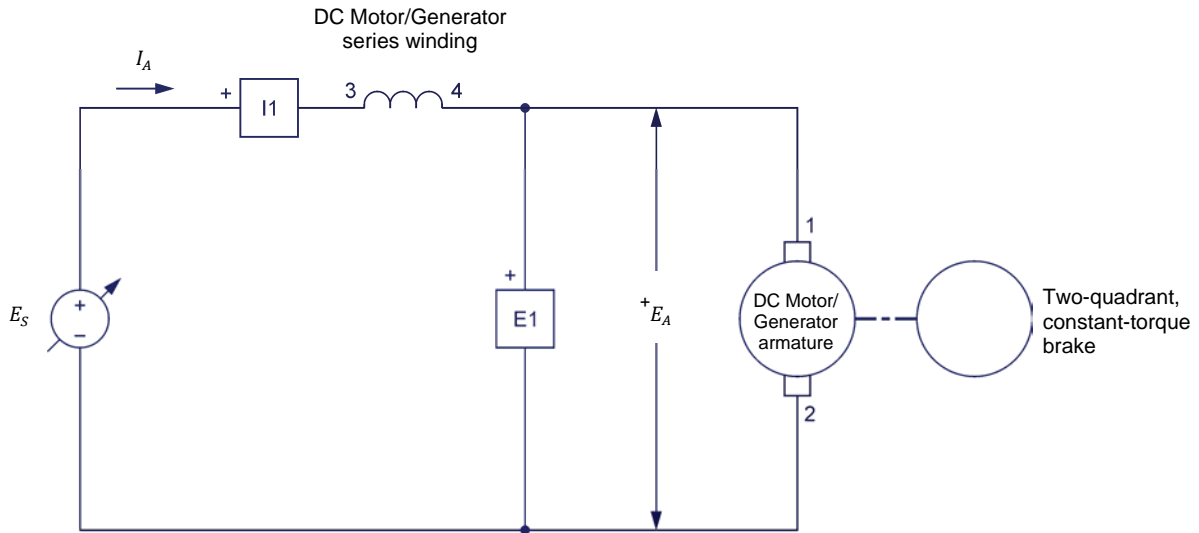 DC Motor/Generator
series winding
I_A
+
I1
3
4
1
+
E_S
+
−
E1
+
E_A
DC Motor/
Generator
armature
Two-quadrant,
constant-torque
brake
2